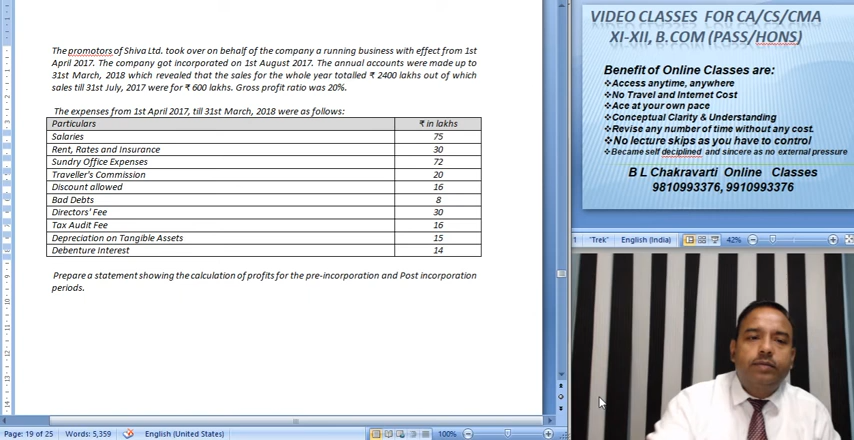 The promotors of Shiva Ltd. took over on behalf of the company a running business with effect from 1st
April 2017. The company got incorporated on 1st August 2017. The annual accounts were made up to
31st March, 2018 which revealed that the sales for the whole year totalled ₹ 2400 lakhs out of which
sales till 31st July, 2017 were for ₹ 600 lakhs. Gross profit ratio was 20%.
The expenses from 1st April 2017, till 31st March, 2018 were as follows:
Particulars ₹ in lakhs
Salaries 75
Rent, Rates and Insurance 30
Sundry Office Expenses 72
Traveller's Commission 20
Discount allowed 16
Bad Debts 8
Directors' Fee 30
Tax Audit Fee 16
Depreciation on Tangible Assets 15
Debenture Interest 14
Prepare a statement showing the calculation of profits for the pre-incorporation and Post incorporation
periods.
Page: 19 of 25 Words: 5,359 English (United States) 100%
VIDEO CLASSES FOR CA/CS/CMA
XI-XII, B.COM (PASS/HONS)
Benefit of Online Classes are:
❖Access anytime, anywhere
❖No Travel and Internet Cost
❖Ace at your own pace
❖Conceptual Clarity & Understanding
❖Revise any number of time without any cost.
❖No lecture skips as you have to control
❖Became self deciplined and sincere as no external pressure
B L Chakravarti Online Classes
9810993376, 9910993376
1 "Trek" English (India) 42%